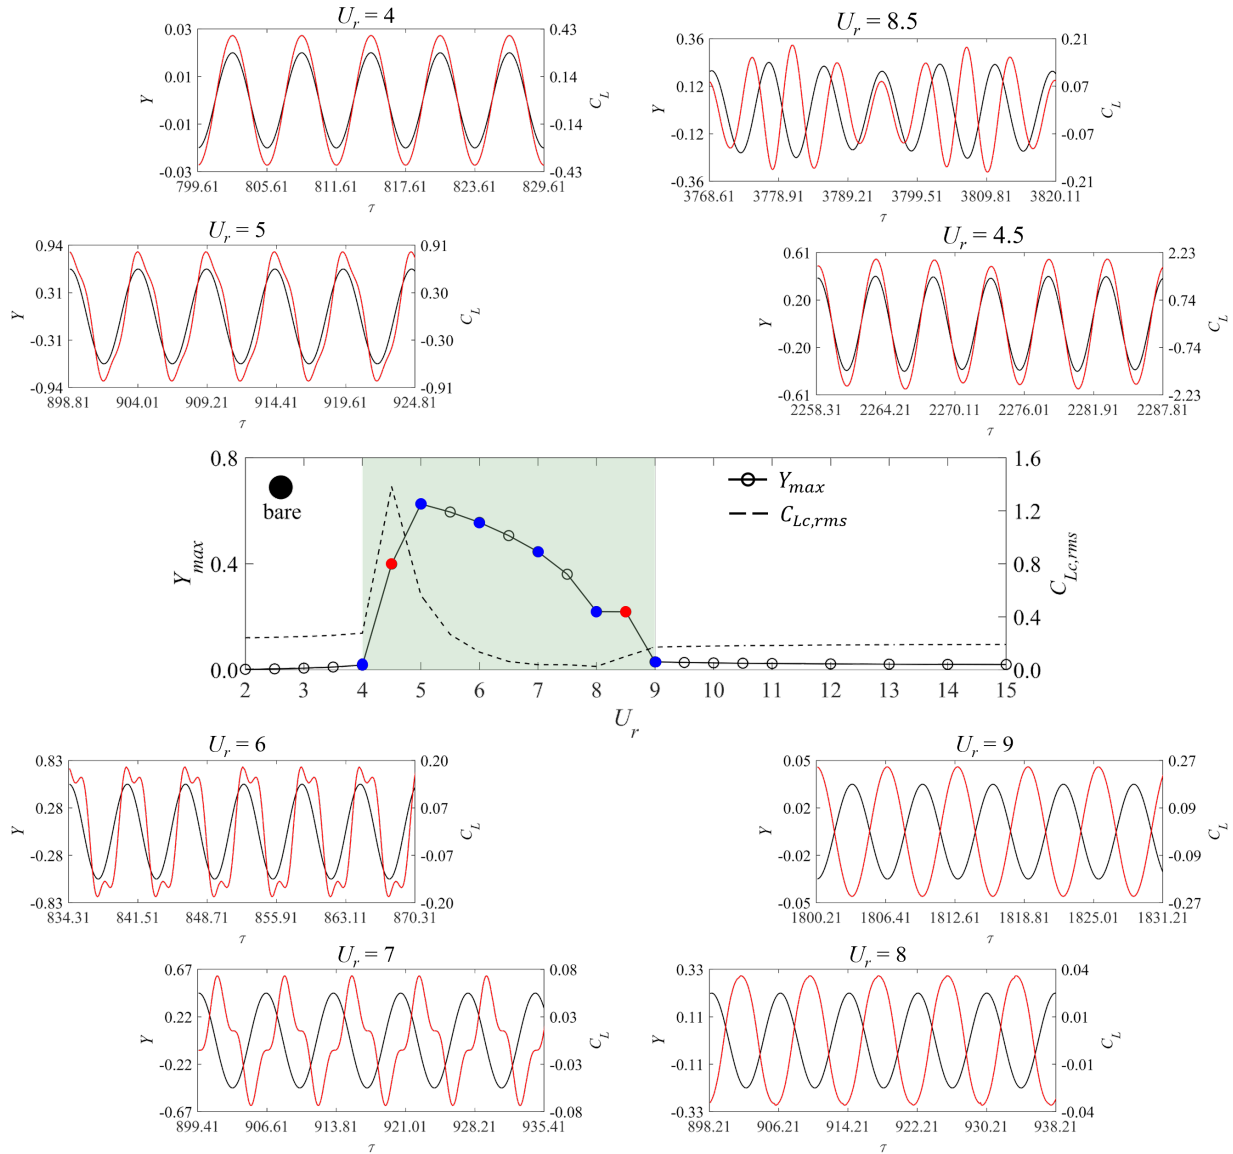 U_r = 4
0.03
0.01
-0.01
-0.03
Y
0.43
0.14
-0.14
-0.43
C_L
799.61 805.61 811.61 817.61 823.61 829.61
τ
U_r = 8.5
0.36
0.12
-0.12
-0.36
Y
0.21
0.07
-0.07
-0.21
C_L
3768.61 3778.91 3789.21 3799.51 3809.81 3820.11
τ
U_r = 5
0.94
0.31
-0.31
-0.94
Y
0.91
0.30
-0.30
-0.91
C_L
898.81 904.01 909.21 914.41 919.61 924.81
τ
U_r = 4.5
0.61
0.20
-0.20
-0.61
Y
2.23
0.74
-0.74
-2.23
C_L
2258.31 2264.21 2270.11 2276.01 2281.91 2287.81
τ
0.8
0.4
0.0
Y_max
bare
Y_max
C_Lc,rms
1.6
1.2
0.8
0.4
0.0
C_Lc,rms
2 3 4 5 6 7 8 9 10 11 12 13 14 15
U_r
U_r = 6
0.83
0.28
-0.28
-0.83
Y
0.20
0.07
-0.07
-0.20
C_L
834.31 841.51 848.71 855.91 863.11 870.31
τ
U_r = 9
0.05
0.02
-0.02
-0.05
Y
0.27
0.09
-0.09
-0.27
C_L
1800.21 1806.41 1812.61 1818.81 1825.01 1831.21
τ
U_r = 7
0.67
0.22
-0.22
-0.67
Y
0.08
0.03
-0.03
-0.08
C_L
899.41 906.61 913.81 921.01 928.21 935.41
τ
U_r = 8
0.33
0.11
-0.11
-0.33
Y
0.04
0.01
-0.01
-0.04
C_L
898.21 906.21 914.21 922.21 930.21 938.21
τ